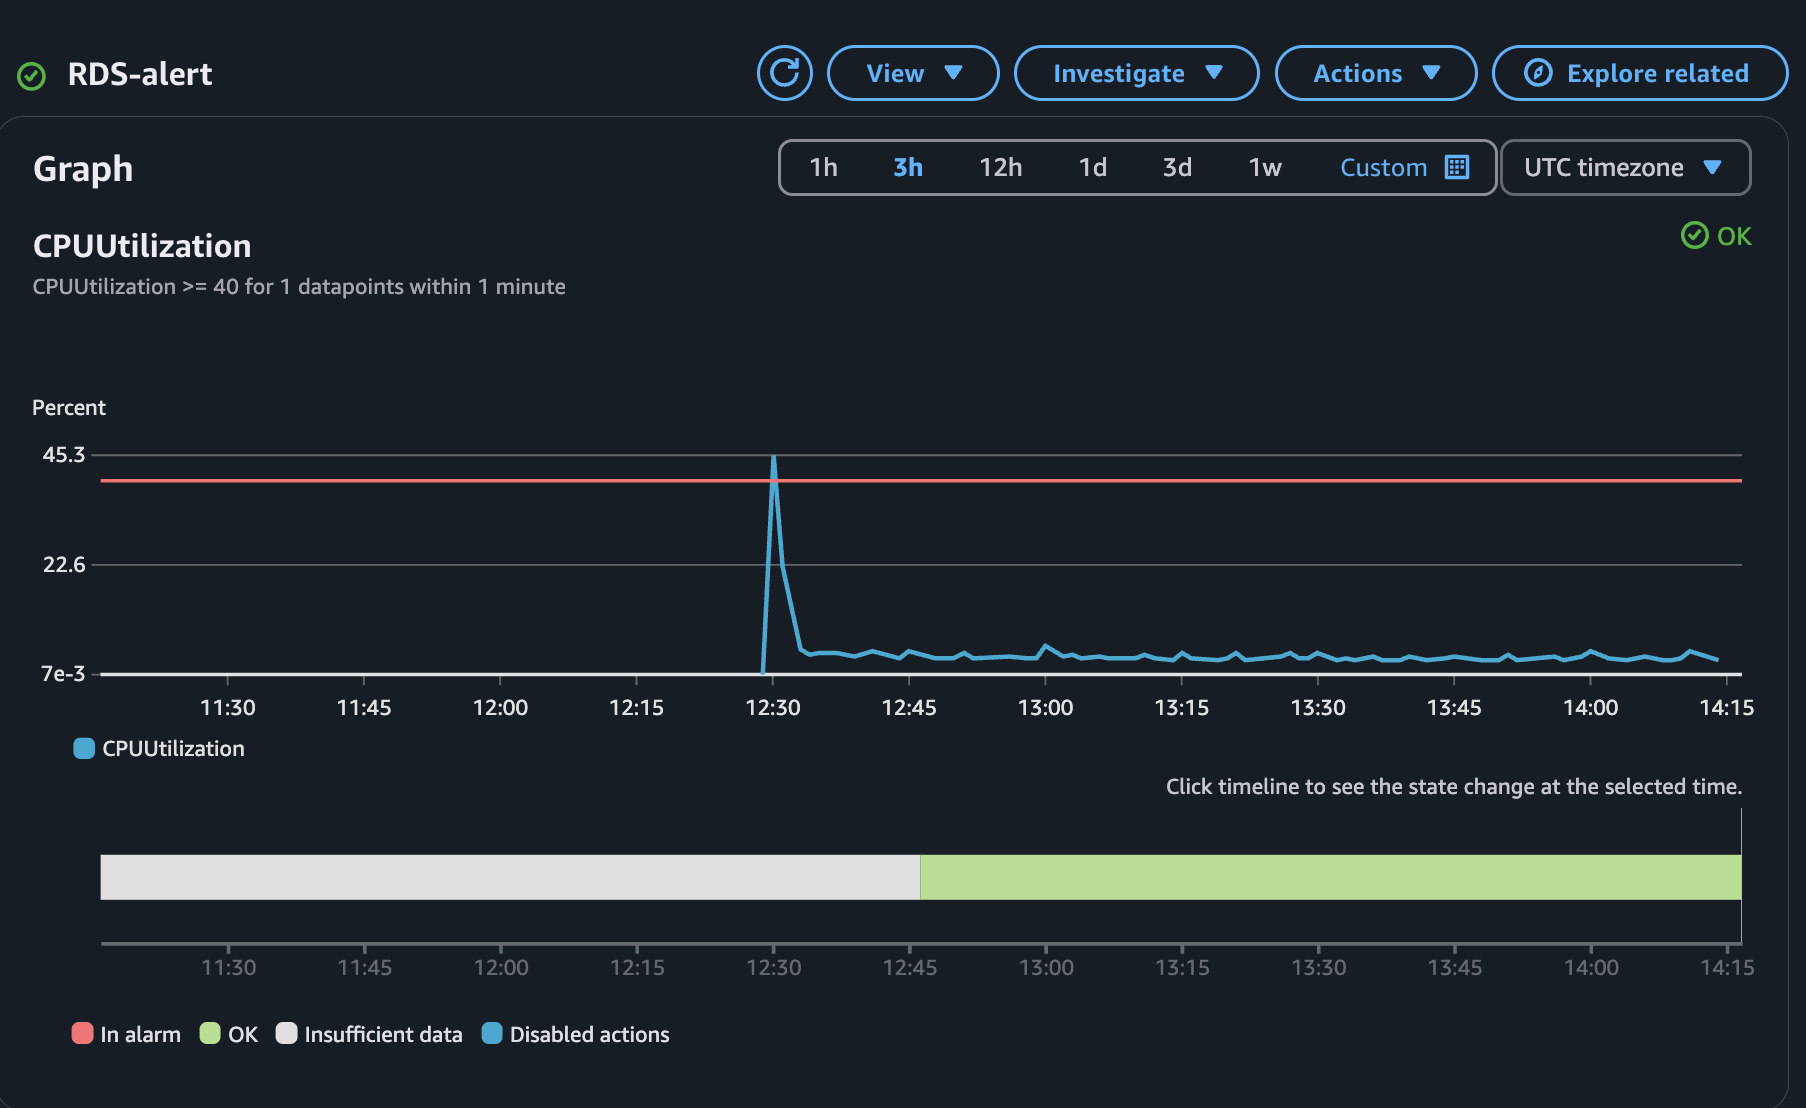 RDS-alert
View
Investigate
Actions
Explore related
Graph
1h 3h 12h 1d 3d 1w Custom
UTC timezone
CPUUtilization
OK
CPUUtilization >= 40 for 1 datapoints within 1 minute
Percent
45.3
22.6
7e-3
11:30 11:45 12:00 12:15 12:30 12:45 13:00 13:15 13:30 13:45 14:00 14:15
CPUUtilization
Click timeline to see the state change at the selected time.
11:30 11:45 12:00 12:15 12:30 12:45 13:00 13:15 13:30 13:45 14:00 14:15
In alarm OK Insufficient data Disabled actions